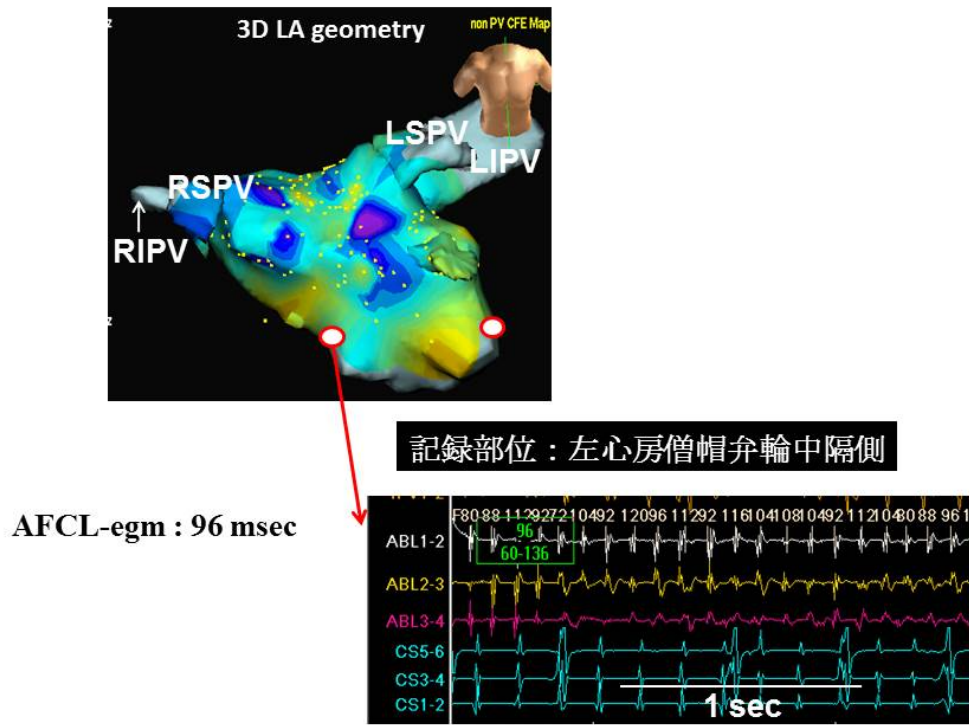 3D LA geometry
non PV CFE Map
LSPV
LIPV
RSPV
RIPV
記録部位：左心房僧帽弁輪中隔側
AFCL-egm : 96 msec
ABL1-2
96
60-136
ABL2-3
ABL3-4
CS5-6
CS3-4
CS1-2
1 sec